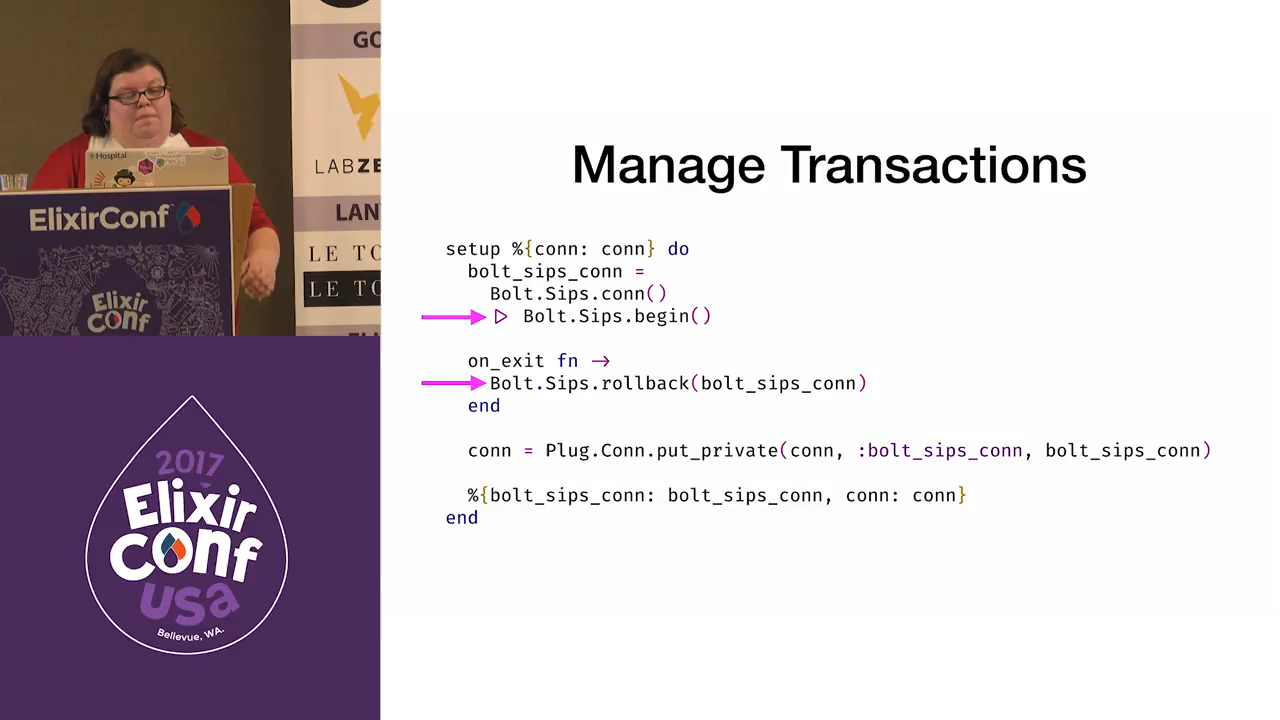 GO
LABZE
LAN
LE TO
LE TO
Hospital
ElixirConf
Elixir
Conf
2017
Elixir
Conf
USA
Bellevue, WA.
Manage Transactions
setup %{conn: conn} do
bolt_sips_conn =
Bolt.Sips.conn()
|> Bolt.Sips.begin()
on_exit fn ->
Bolt.Sips.rollback(bolt_sips_conn)
end
conn = Plug.Conn.put_private(conn, :bolt_sips_conn, bolt_sips_conn)
%{bolt_sips_conn: bolt_sips_conn, conn: conn}
end